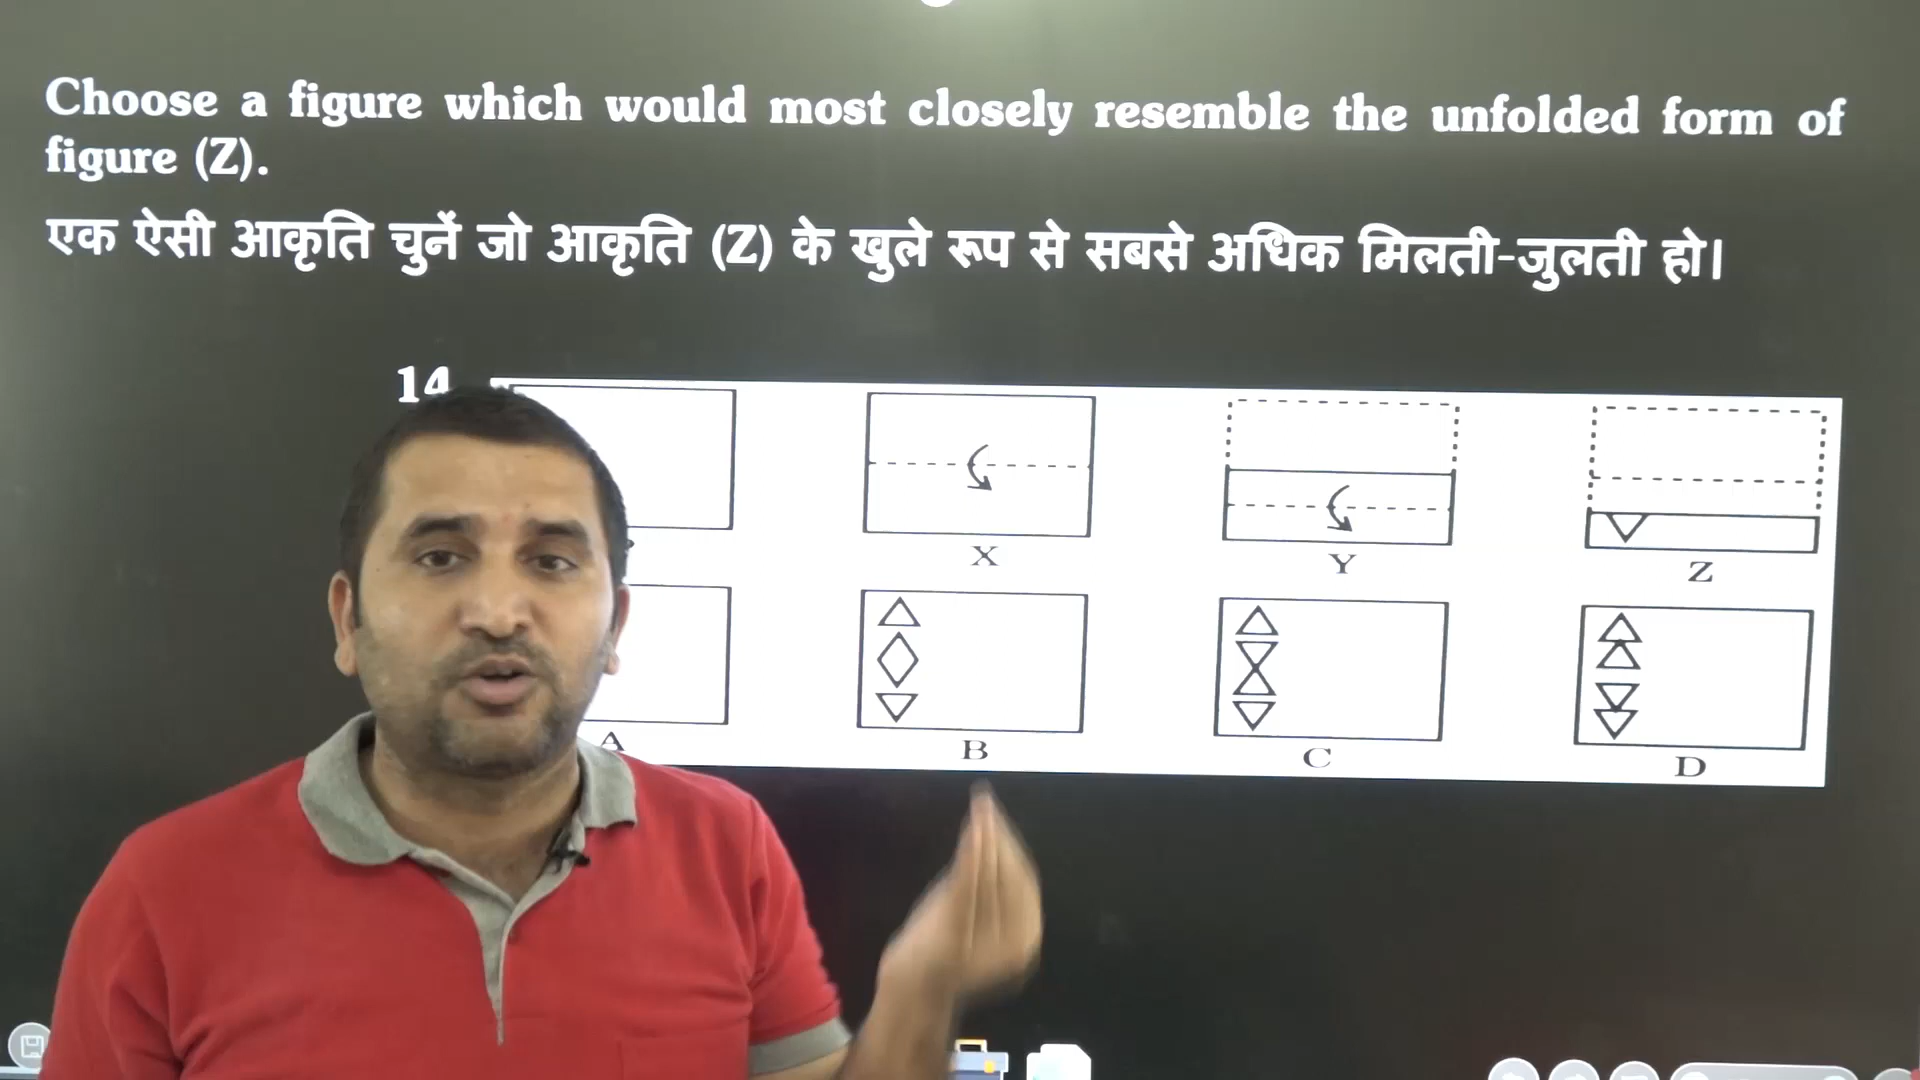 Choose a figure which would most closely resemble the unfolded form of
figure (Z).
एक ऐसी आकृति चुनें जो आकृति (Z) के खुले रूप से सबसे अधिक मिलती-जुलती हो।
14
X
Y
Z
A
B
C
D